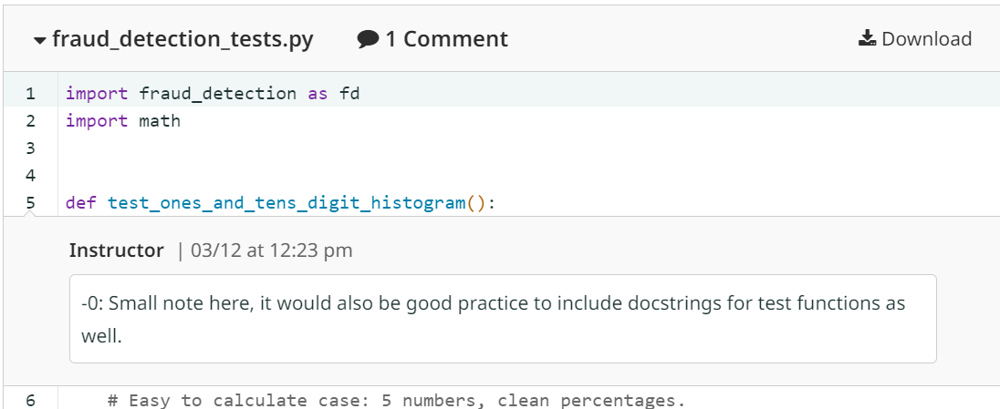 fraud_detection_tests.py 1 Comment Download
1 import fraud_detection as fd
2 import math
3
4
5 def test_ones_and_tens_digit_histogram():
Instructor | 03/12 at 12:23 pm
-0: Small note here, it would also be good practice to include docstrings for test functions as
well.
6 # Easy to calculate case: 5 numbers, clean percentages.